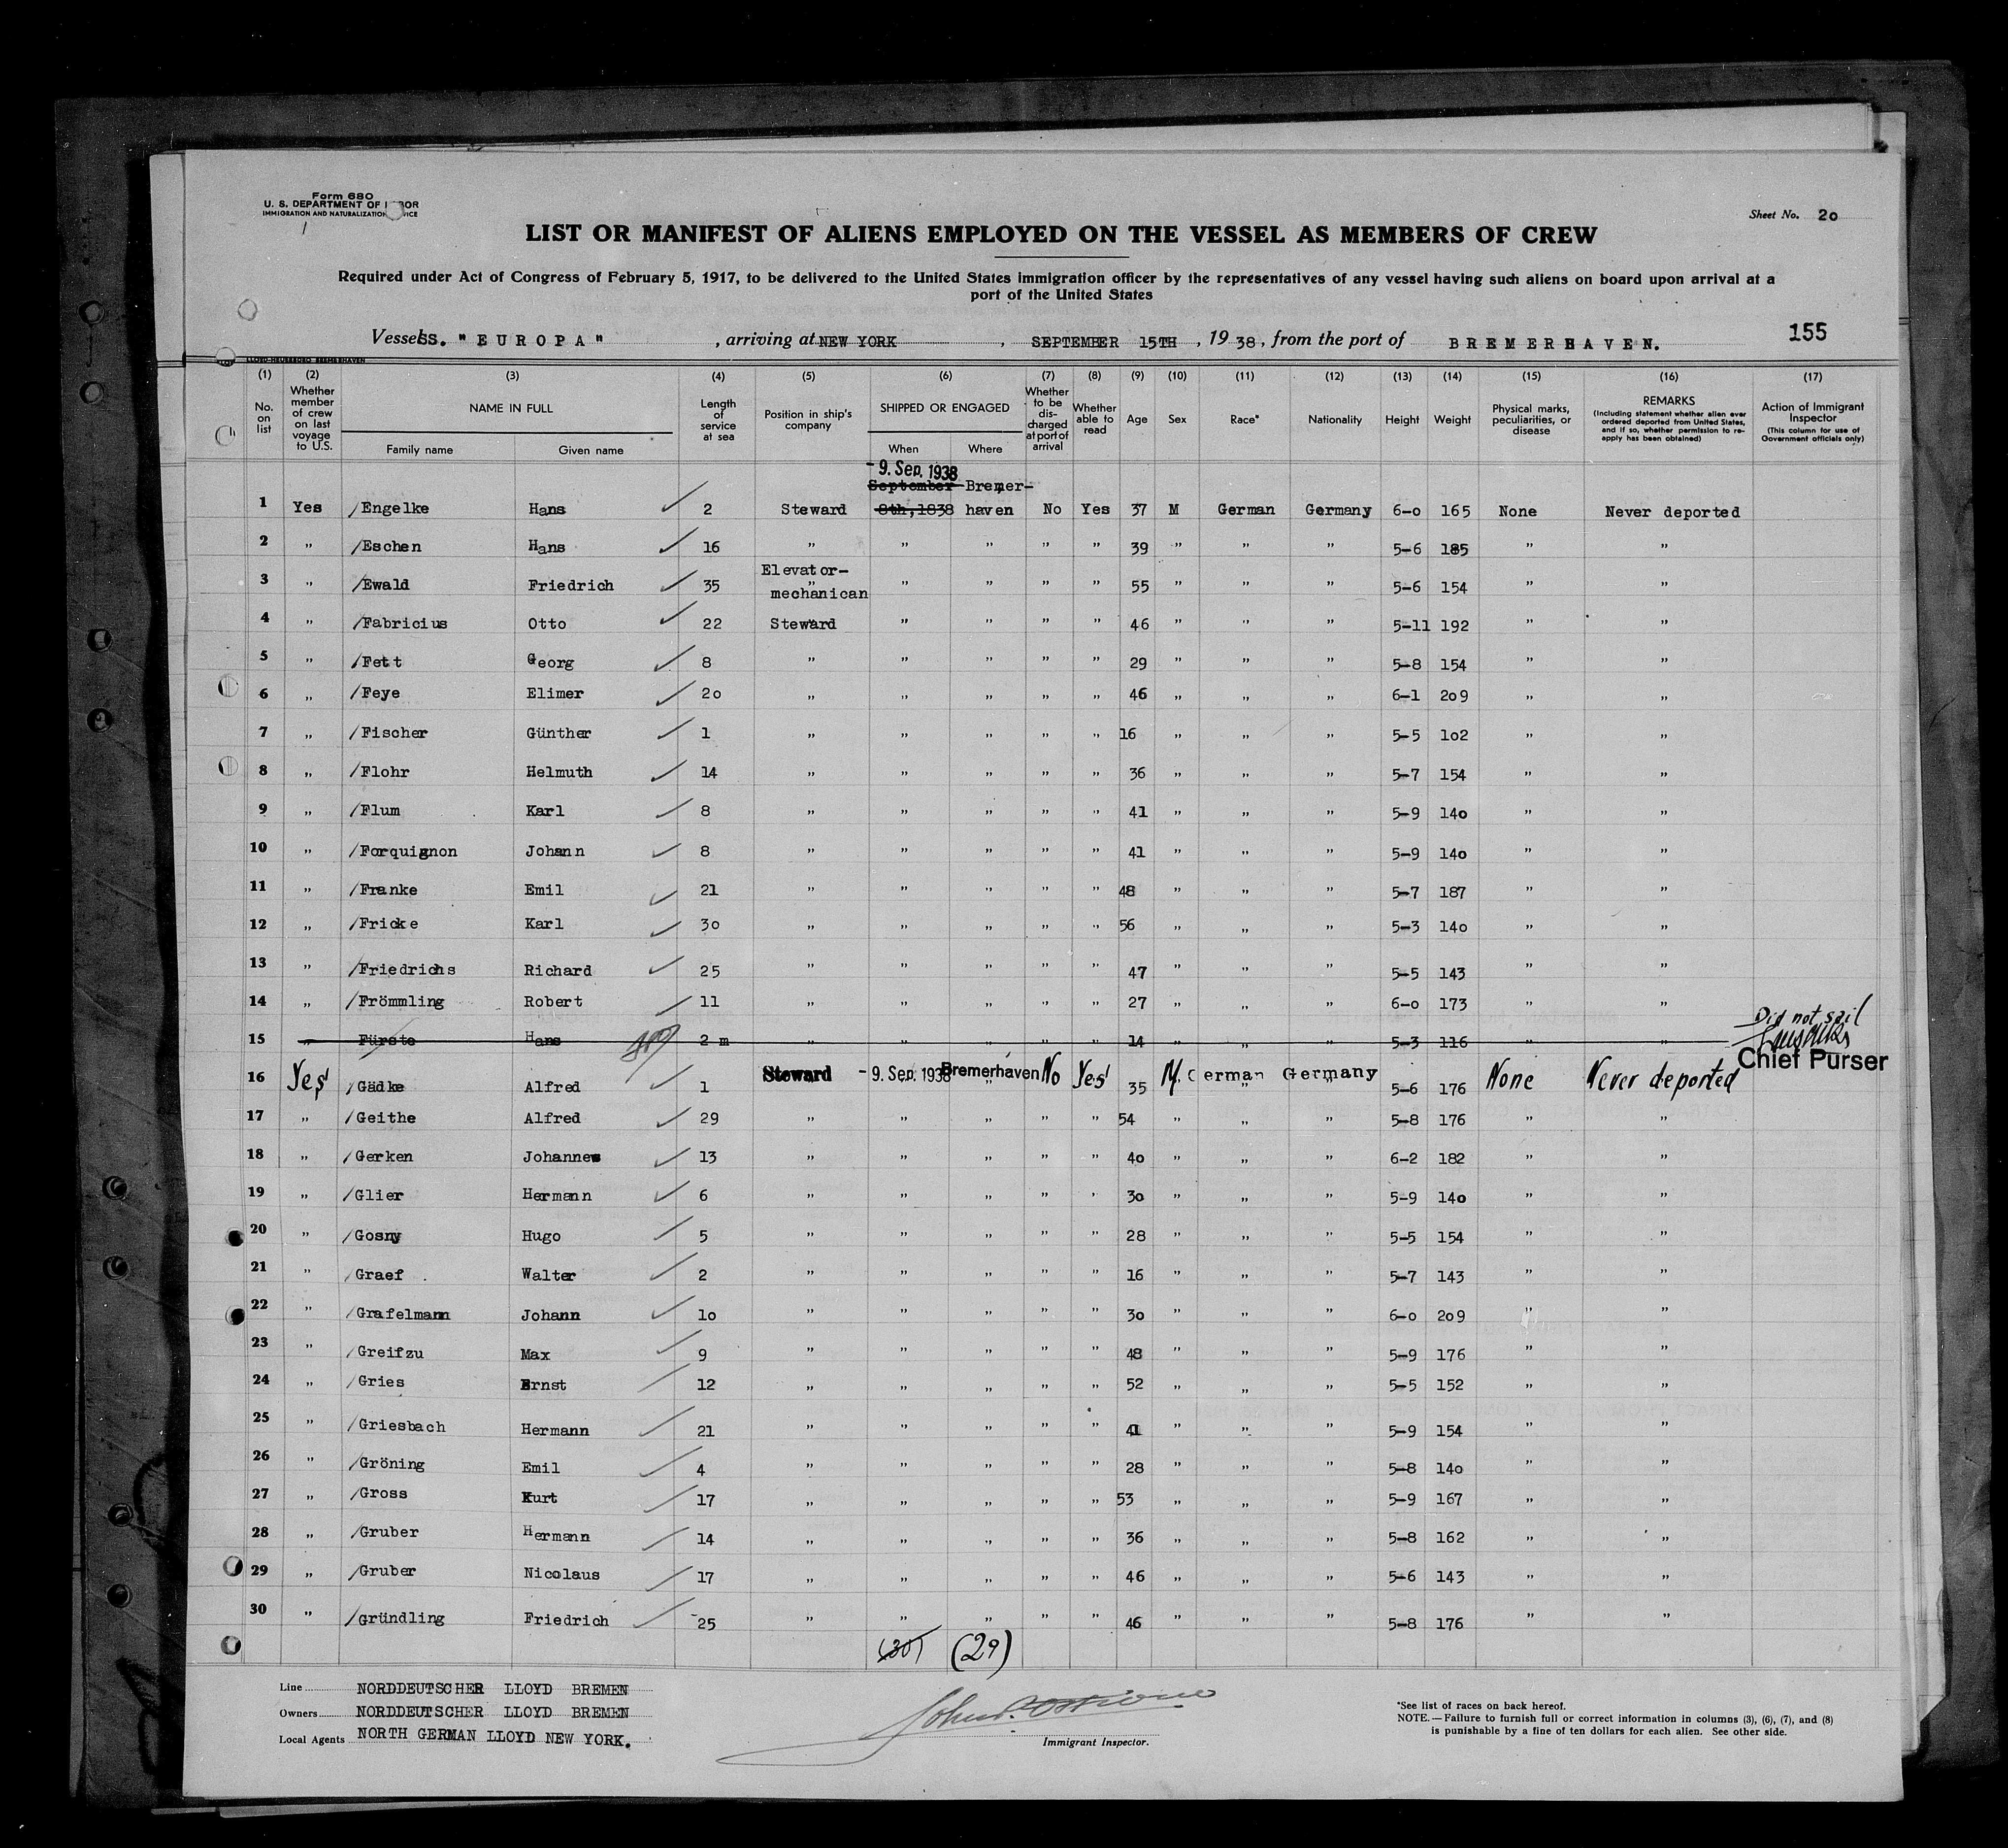 Form 680
U. S. DEPARTMENT OF LABOR
IMMIGRATION AND NATURALIZATION SERVICE
Sheet No. 2o
LIST OR MANIFEST OF ALIENS EMPLOYED ON THE VESSEL AS MEMBERS OF CREW
Required under Act of Congress of February 5, 1917, to be delivered to the United States immigration officer by the representatives of any vessel having such aliens on board upon arrival at a
port of the United States
Vessel SS. "EUROPA" , arriving at NEW YORK , SEPTEMBER 15TH , 19 38, from the port of BREMERHAVEN. 155
(1) (2) (3) (4) (5) (6) (7) (8) (9) (10) (11) (12) (13) (14) (15) (16) (17)
No. on list Whether member of crew on last voyage to U.S. NAME IN FULL Family name Given name Length of service at sea Position in ship's company SHIPPED OR ENGAGED When Where Whether to be discharged at port of arrival Whether able to read Age Sex Race* Nationality Height Weight Physical marks, peculiarities, or disease REMARKS (Including statement whether alien ever ordered deported from United States, and if so, whether permission to reapply has been obtained) Action of Immigrant Inspector (This column for use of Government officials only)
- 9. Sep. 1938
September Bremer-
1 Yes /Engelke Hans 2 Steward 8th,1838 haven No Yes 37 M German Germany 6-o 165 None Never deported
2 " /Eschen Hans 16 " " " " " 39 " " " 5-6 185 " "
Elevator-
3 " /Ewald Friedrich 35 " " " " " 55 " " " 5-6 154 " "
mechanican
4 " /Fabricius Otto 22 Steward " " " " 46 " " " 5-11 192 " "
5 " /Fett Georg 8 " " " " " 29 " " " 5-8 154 " "
6 " /Feye Elimer 2o " " " " " 46 " " " 6-1 2o9 " "
7 " /Fischer Günther 1 " " " " " 16 " " " 5-5 1o2 " "
8 " /Flohr Helmuth 14 " " " " " 36 " " " 5-7 154 " "
9 " /Flum Karl 8 " " " " " 41 " " " 5-9 14o " "
10 " /Forquignon Johann 8 " " " " " 41 " " " 5-9 14o " "
11 " /Franke Emil 21 " " " " " 48 " " " 5-7 187 " "
12 " /Fricke Karl 3o " " " " " 56 " " " 5-3 14o " "
13 " /Friedrichs Richard 25 " " " " " 47 " " " 5-5 143 " "
14 " /Frömmling Robert 11 " " " " " 27 " " " 6-o 173 " "
Did not sail
15 " Fürste Hans 2 m " " " " " 14 " " " 5-3 116 " "
Chief Purser
16 Yes /Gädke Alfred 1 Steward - 9. Sep. 1938 Bremerhaven No Yes 35 M. German Germany 5-6 176 None Never deported
17 " /Geithe Alfred 29 " " " " " 54 " " " 5-8 176 " "
18 " /Gerken Johannes 13 " " " " " 4o " " " 6-2 182 " "
19 " /Glier Hermann 6 " " " " " 3o " " " 5-9 14o " "
20 " /Gosny Hugo 5 " " " " " 28 " " " 5-5 154 " "
21 " /Graef Walter 2 " " " " " 16 " " " 5-7 143 " "
22 " /Grafelmann Johann 1o " " " " " 3o " " " 6-o 2o9 " "
23 " /Greifzu Max 9 " " " " " 48 " " " 5-9 176 " "
24 " /Gries Ernst 12 " " " " " 52 " " " 5-5 152 " "
25 " /Griesbach Hermann 21 " " " " " 41 " " " 5-9 154 " "
26 " /Gröning Emil 4 " " " " " 28 " " " 5-8 14o " "
27 " /Gross Kurt 17 " " " " " 53 " " " 5-9 167 " "
28 " /Gruber Hermann 14 " " " " " 36 " " " 5-8 162 " "
29 " /Gruber Nicolaus 17 " " " " " 46 " " " 5-6 143 " "
30 " /Gründling Friedrich 25 " " " " " 46 " " " 5-8 176 " "
(30) (29)
Line NORDDEUTSCHER LLOYD BREMEN
Owners NORDDEUTSCHER LLOYD BREMEN
Local Agents NORTH GERMAN LLOYD NEW YORK.
Immigrant Inspector.
*See list of races on back hereof.
NOTE.—Failure to furnish full or correct information in columns (3), (6), (7), and (8)
is punishable by a fine of ten dollars for each alien. See other side.